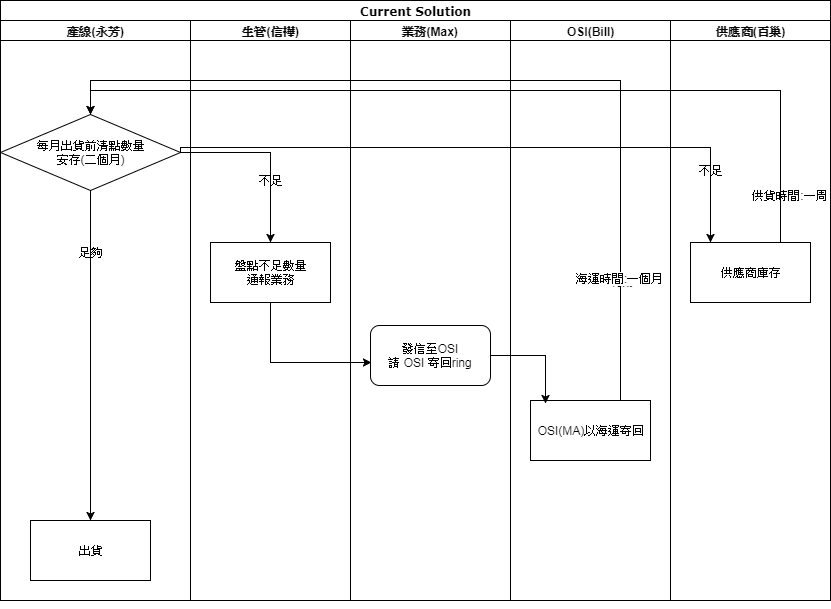 Current Solution
產線(永芳)
生管(信樺)
業務(Max)
OSI(Bill)
供應商(百巢)
每月出貨前清點數量
安存(二個月)
不足
不足
供貨時間:一周
足夠
盤點不足數量
通報業務
海運時間:一個月
供應商庫存
發信至OSI
請 OSI 寄回ring
OSI(MA)以海運寄回
出貨